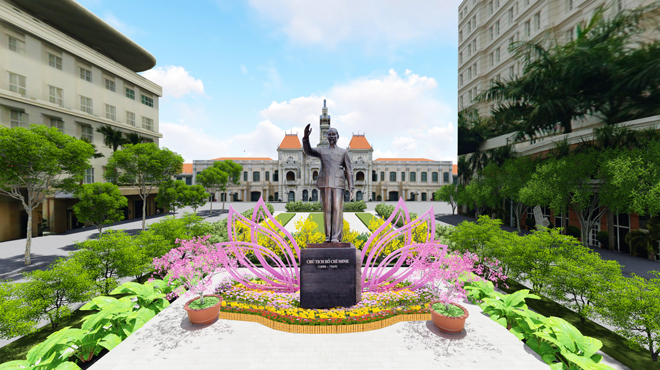 CHỦ TỊCH HỒ CHÍ MINH
(1890 - 1969)